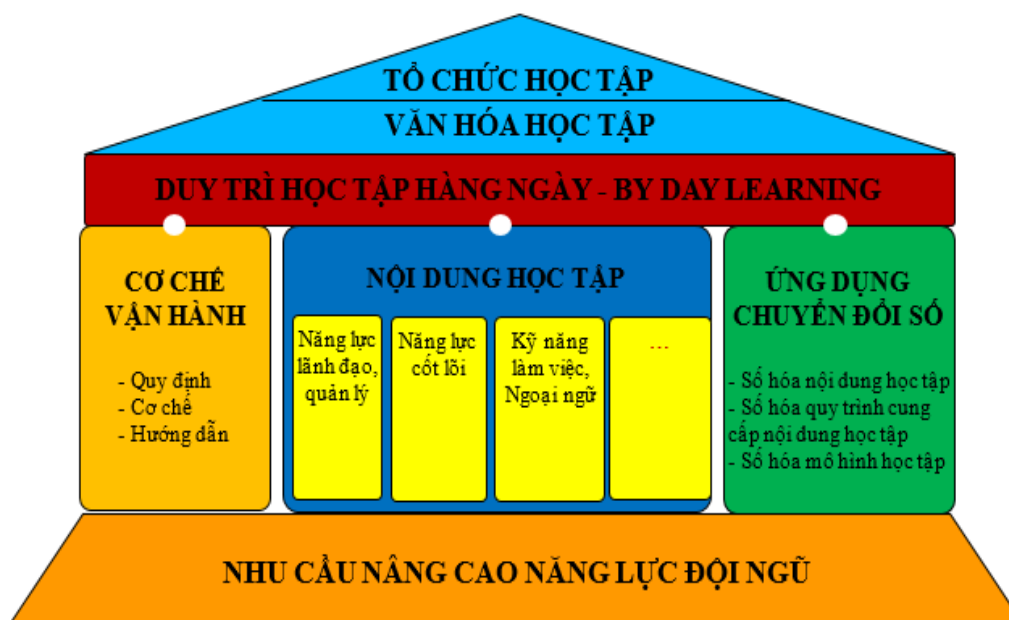 TỔ CHỨC HỌC TẬP
VĂN HÓA HỌC TẬP
DUY TRÌ HỌC TẬP HÀNG NGÀY - BY DAY LEARNING
CƠ CHẾ
VẬN HÀNH
- Quy định
- Cơ chế
- Hướng dẫn
NỘI DUNG HỌC TẬP
Năng lực
lãnh đạo,
quản lý
Năng lực
cốt lõi
Kỹ năng
làm việc,
Ngoại ngữ
...
ỨNG DỤNG
CHUYỂN ĐỔI SỐ
- Số hóa nội dung học tập
- Số hóa quy trình cung
cấp nội dung học tập
- Số hóa mô hình học tập
NHU CẦU NÂNG CAO NĂNG LỰC ĐỘI NGŨ